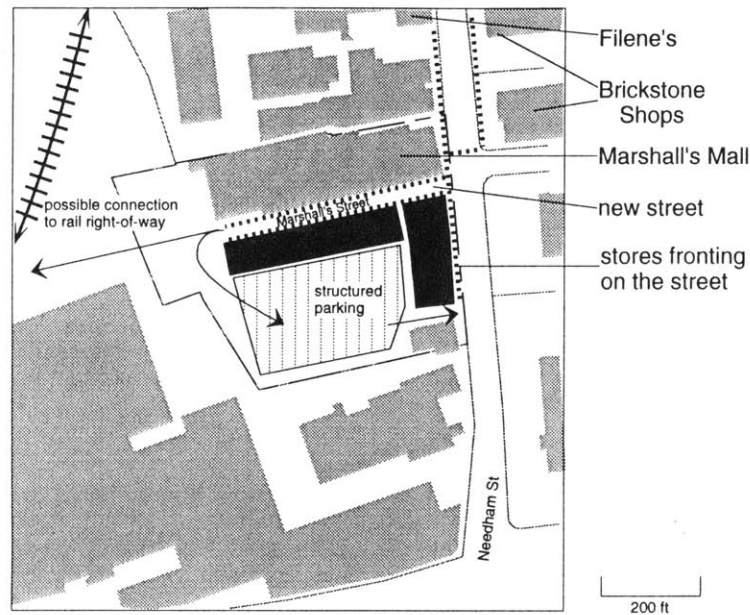 Filene's
Brickstone
Shops
Marshall's Mall
possible connection
to rail right-of-way
Marshall's Street
new street
stores fronting
on the street
structured
parking
Needham St
200 ft